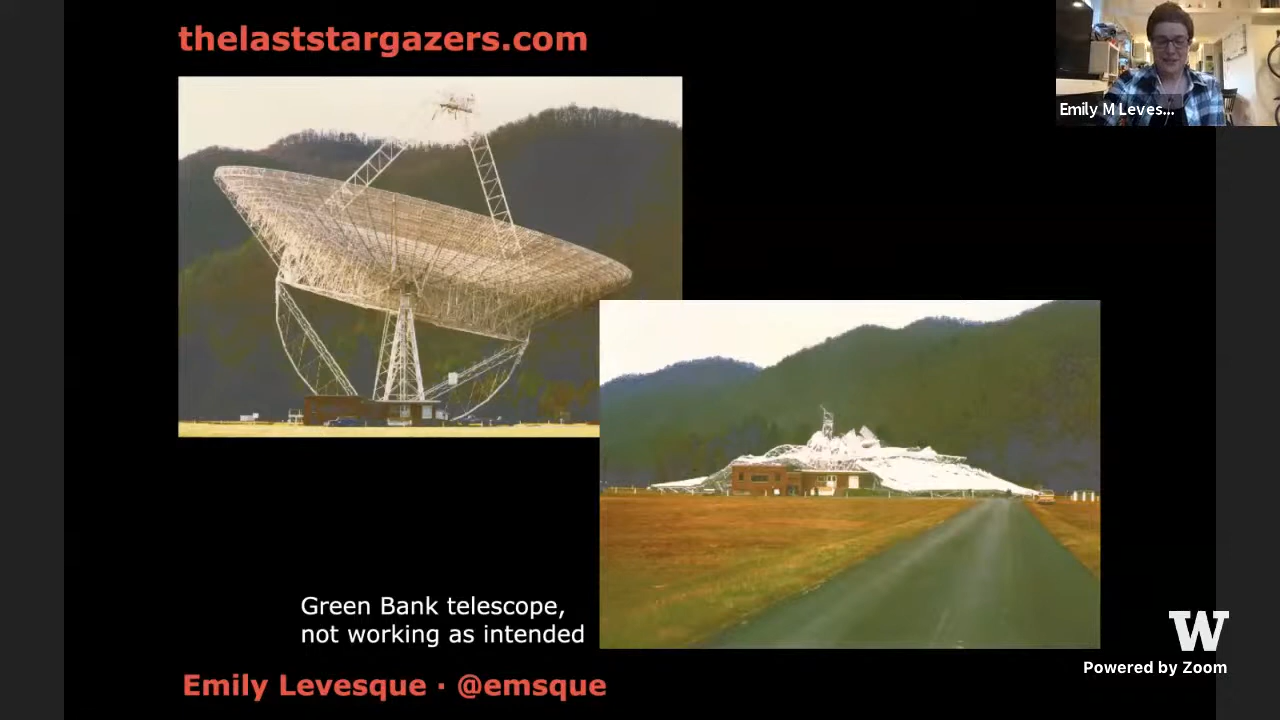 thelaststargazers.com
Emily M Leves...
Green Bank telescope,
not working as intended
W
Powered by Zoom
Emily Levesque · @emsque